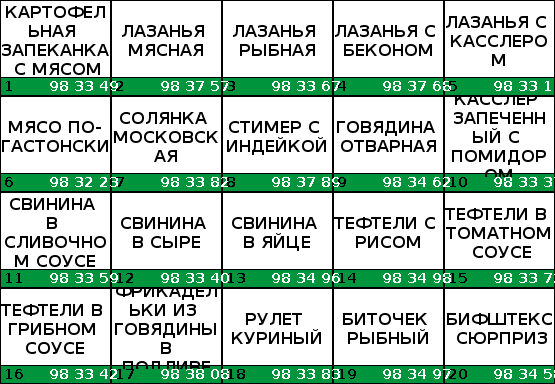 КАРТОФЕЛ
ЬНАЯ
ЗАПЕКАНКА
С МЯСОМ
1 98 33 49
ЛАЗАНЬЯ
МЯСНАЯ
2 98 37 57
ЛАЗАНЬЯ
РЫБНАЯ
3 98 33 67
ЛАЗАНЬЯ С
БЕКОНОМ
4 98 37 68
ЛАЗАНЬЯ С
КАССЛЕРО
М
5 98 33 1
МЯСО ПО-
ГАСТОНСКИ
6 98 32 23
СОЛЯНКА
МОСКОВСК
АЯ
7 98 33 82
СТИМЕР С
ИНДЕЙКОЙ
8 98 37 89
ГОВЯДИНА
ОТВАРНАЯ
9 98 34 62
КАССЛЕР
ЗАПЕЧЕНН
ЫЙ С
ПОМИДОР
ОМ
10 98 33 37
СВИНИНА
В
СЛИВОЧНО
М СОУСЕ
11 98 33 59
СВИНИНА
В СЫРЕ
12 98 33 40
СВИНИНА
В ЯЙЦЕ
13 98 34 96
ТЕФТЕЛИ С
РИСОМ
14 98 34 98
ТЕФТЕЛИ В
ТОМАТНОМ
СОУСЕ
15 98 33 73
ТЕФТЕЛИ В
ГРИБНОМ
СОУСЕ
16 98 33 42
ФРИКАДЕЛ
ЬКИ ИЗ
ГОВЯДИНЫ
В
ПОДЛИВЕ
17 98 38 08
РУЛЕТ
КУРИНЫЙ
18 98 33 83
БИТОЧЕК
РЫБНЫЙ
19 98 34 97
БИФШТЕКС
СЮРПРИЗ
20 98 34 58